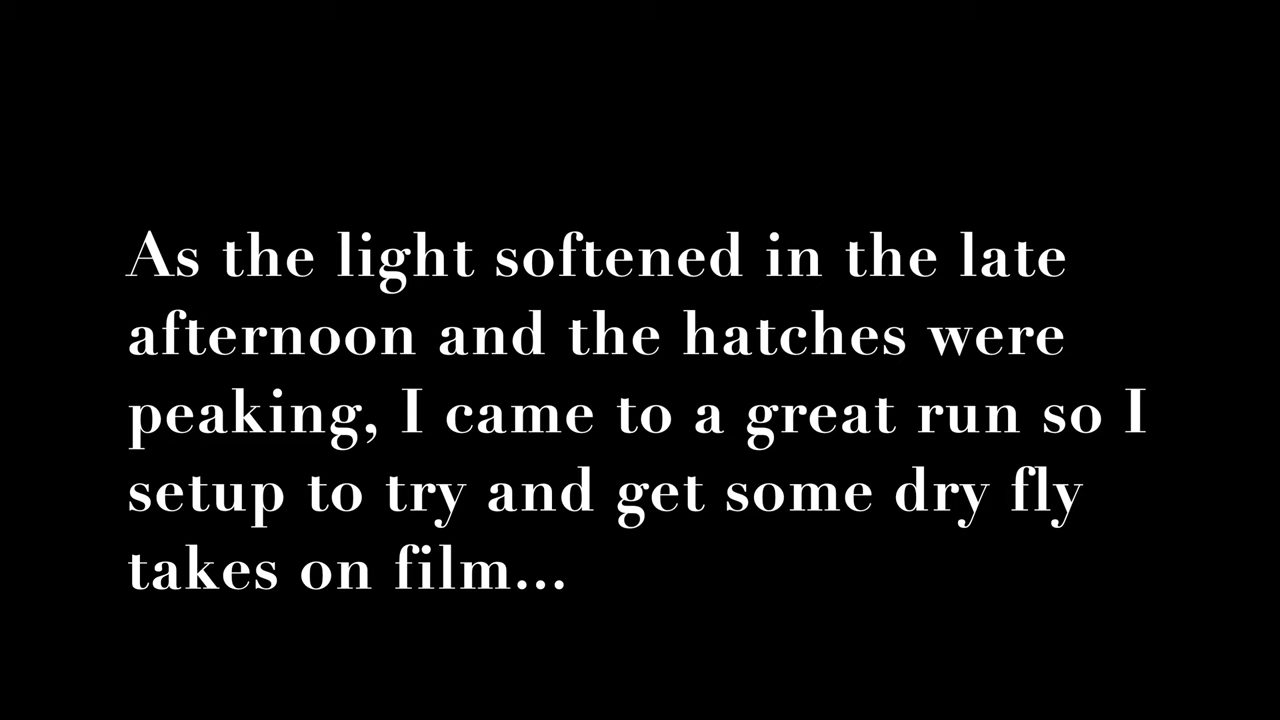 As the light softened in the late
afternoon and the hatches were
peaking, I came to a great run so I
setup to try and get some dry fly
takes on film...